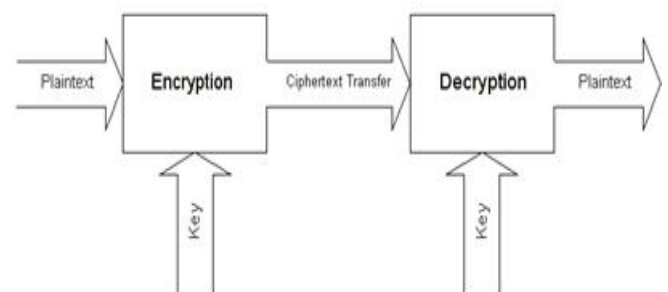 Plaintext
Encryption
Ciphertext Transfer
Decryption
Plaintext
Key
Key